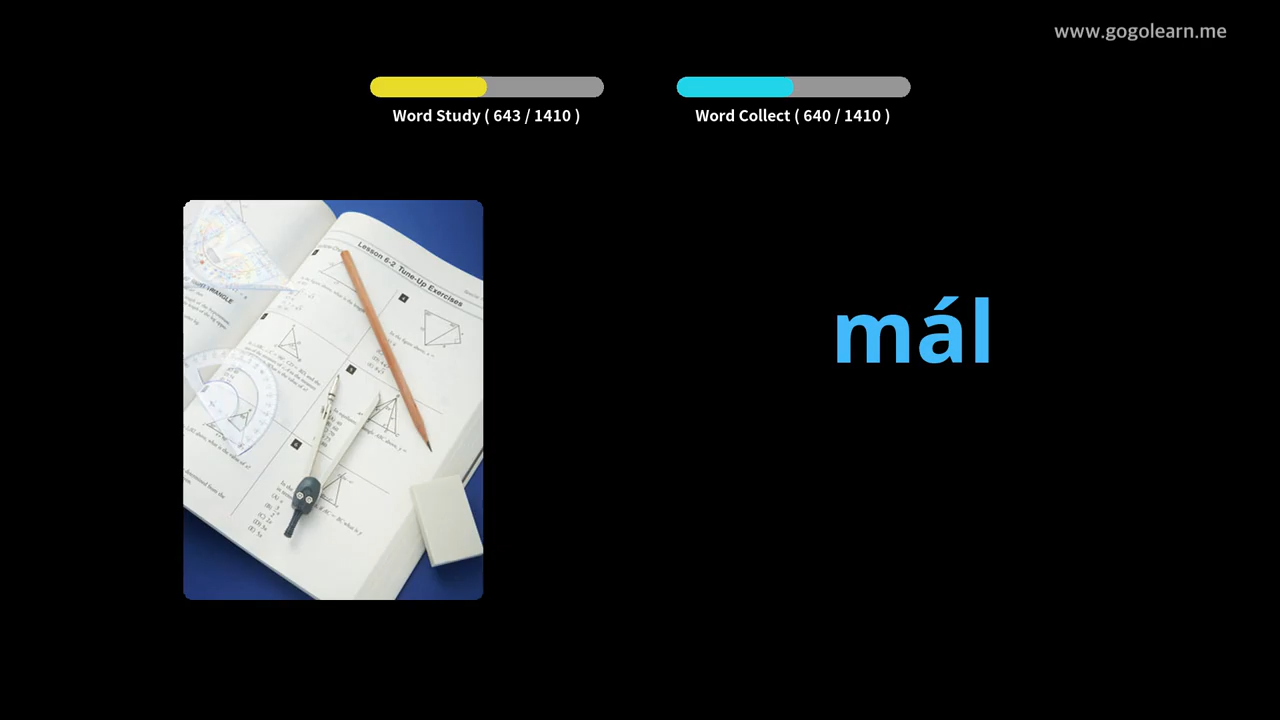 www.gogolearn.me
Word Study ( 643 / 1410 )
Word Collect ( 640 / 1410 )
Lesson 6-2 Tune-Up Exercises
mál